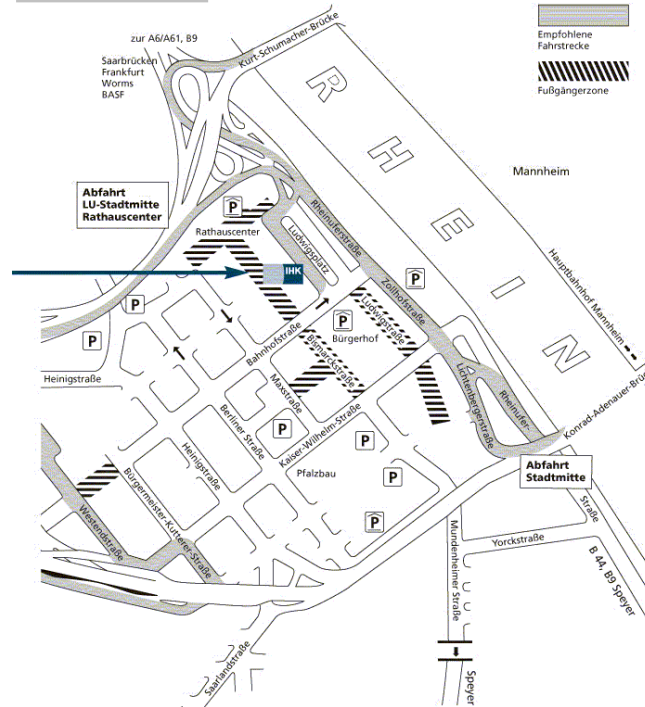 Empfohlene
Fahrstrecke
Fußgängerzone
zur A6/A61, B9
Saarbrücken
Frankfurt
Worms
BASF
Kurt-Schumacher-Brücke
RHEIN
Mannheim
Hauptbahnhof Mannheim
Abfahrt
LU-Stadtmitte
Rathauscenter
P
Rathauscenter
Ludwigsplatz
Rheinuferstraße
IHK
Zollhofstraße
P
P
P
P
Ludwigstraße
Bürgerhof
Bahnhofstraße
Bismarckstraße
Heinigstraße
Maxstraße
Berliner Straße
Kaiser-Wilhelm-Straße
Lichtenbergerstraße
Rheinufer-
Straße
Konrad-Adenauer-Brü
P
P
P
P
Heinigstraße
Pfalzbau
Abfahrt
Stadtmitte
Bürgermeister-Kutterer-Straße
Westendstraße
Mundenheimer Straße
Yorckstraße
B 44, B9 Speyer
Saarlandstraße
Speyer